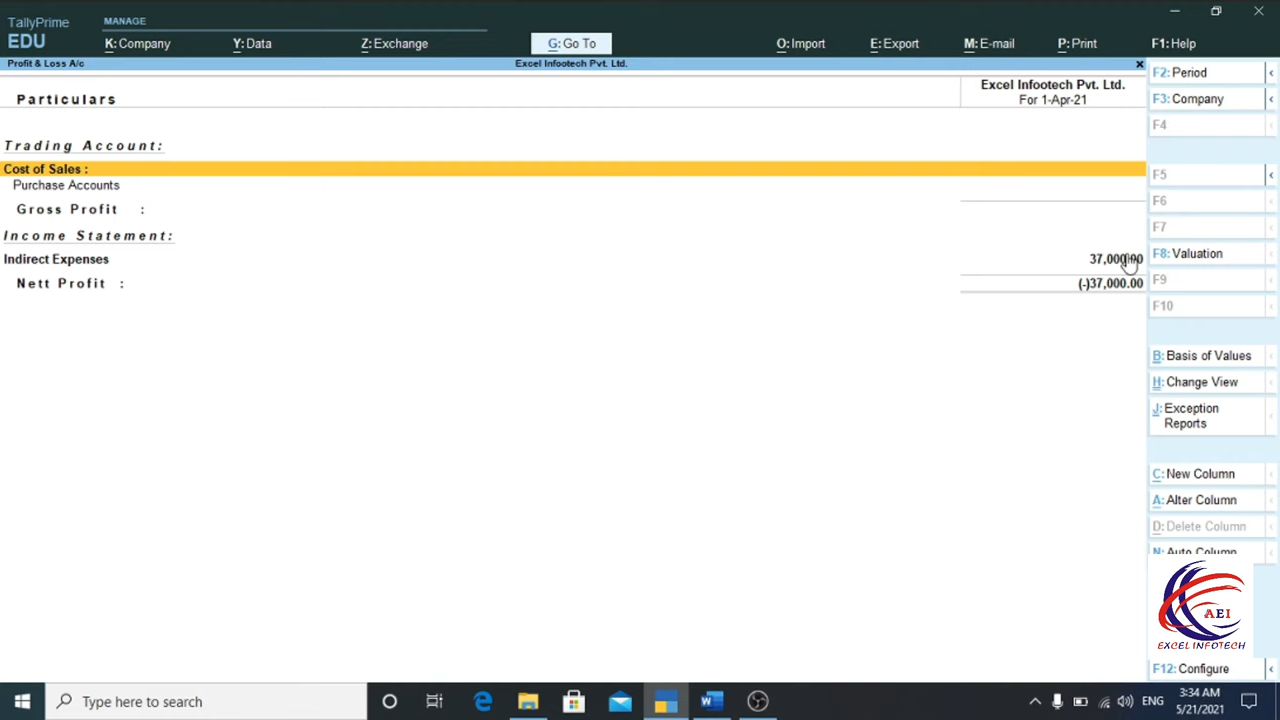 TallyPrime
EDU
MANAGE
K: Company
Y: Data
Z: Exchange
G: Go To
O: Import
E: Export
M: E-mail
P: Print
F1: Help
Profit & Loss A/c
Excel Infootech Pvt. Ltd.
Particulars
Excel Infootech Pvt. Ltd.
For 1-Apr-21
Trading Account:
Cost of Sales :
Purchase Accounts
Gross Profit :
Income Statement:
Indirect Expenses 37,000.00
Nett Profit : (-)37,000.00
F2: Period
F3: Company
F4
F5
F6
F7
F8: Valuation
F9
F10
B: Basis of Values
H: Change View
J: Exception
Reports
C: New Column
A: Alter Column
D: Delete Column
N: Auto Column
AEI
EXCEL INFOTECH
F12: Configure
Type here to search
ENG
3:34 AM
5/21/2021